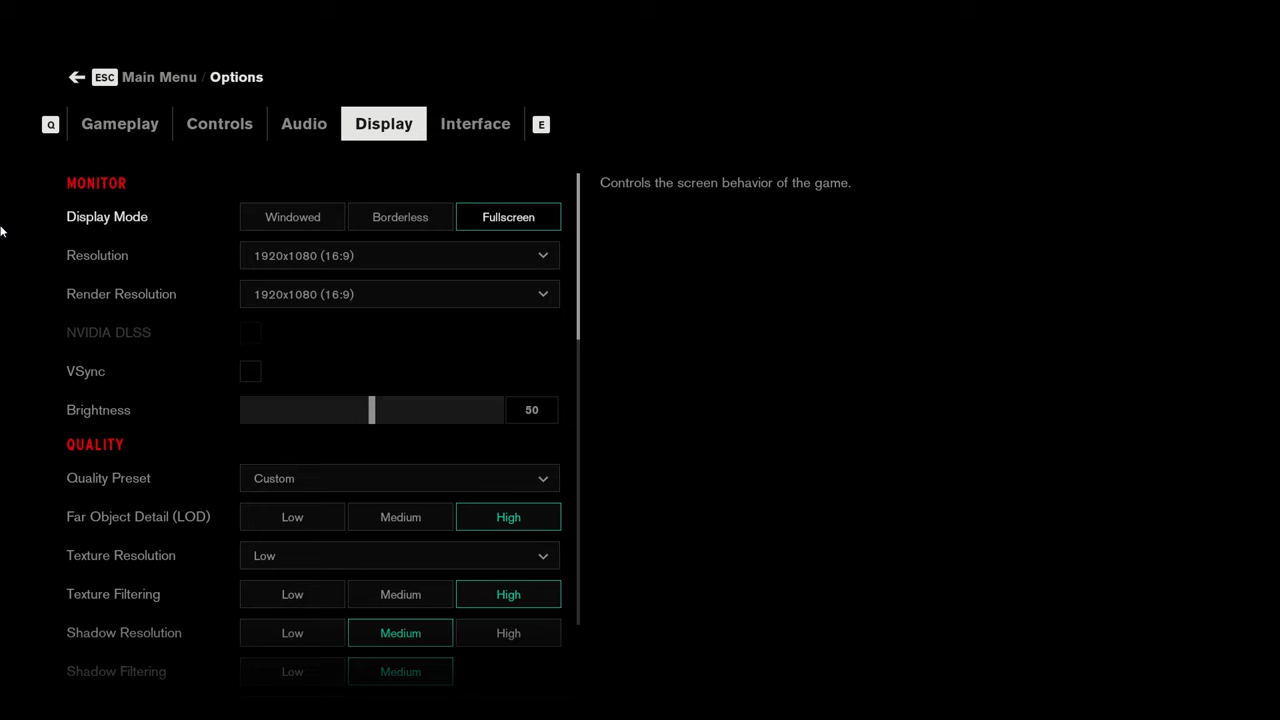 ESC Main Menu / Options
Q Gameplay Controls Audio Display Interface E
MONITOR
Controls the screen behavior of the game.
Display Mode Windowed Borderless Fullscreen
Resolution 1920x1080 (16:9)
Render Resolution 1920x1080 (16:9)
NVIDIA DLSS
VSync
Brightness 50
QUALITY
Quality Preset Custom
Far Object Detail (LOD) Low Medium High
Texture Resolution Low
Texture Filtering Low Medium High
Shadow Resolution Low Medium High
Shadow Filtering Low Medium